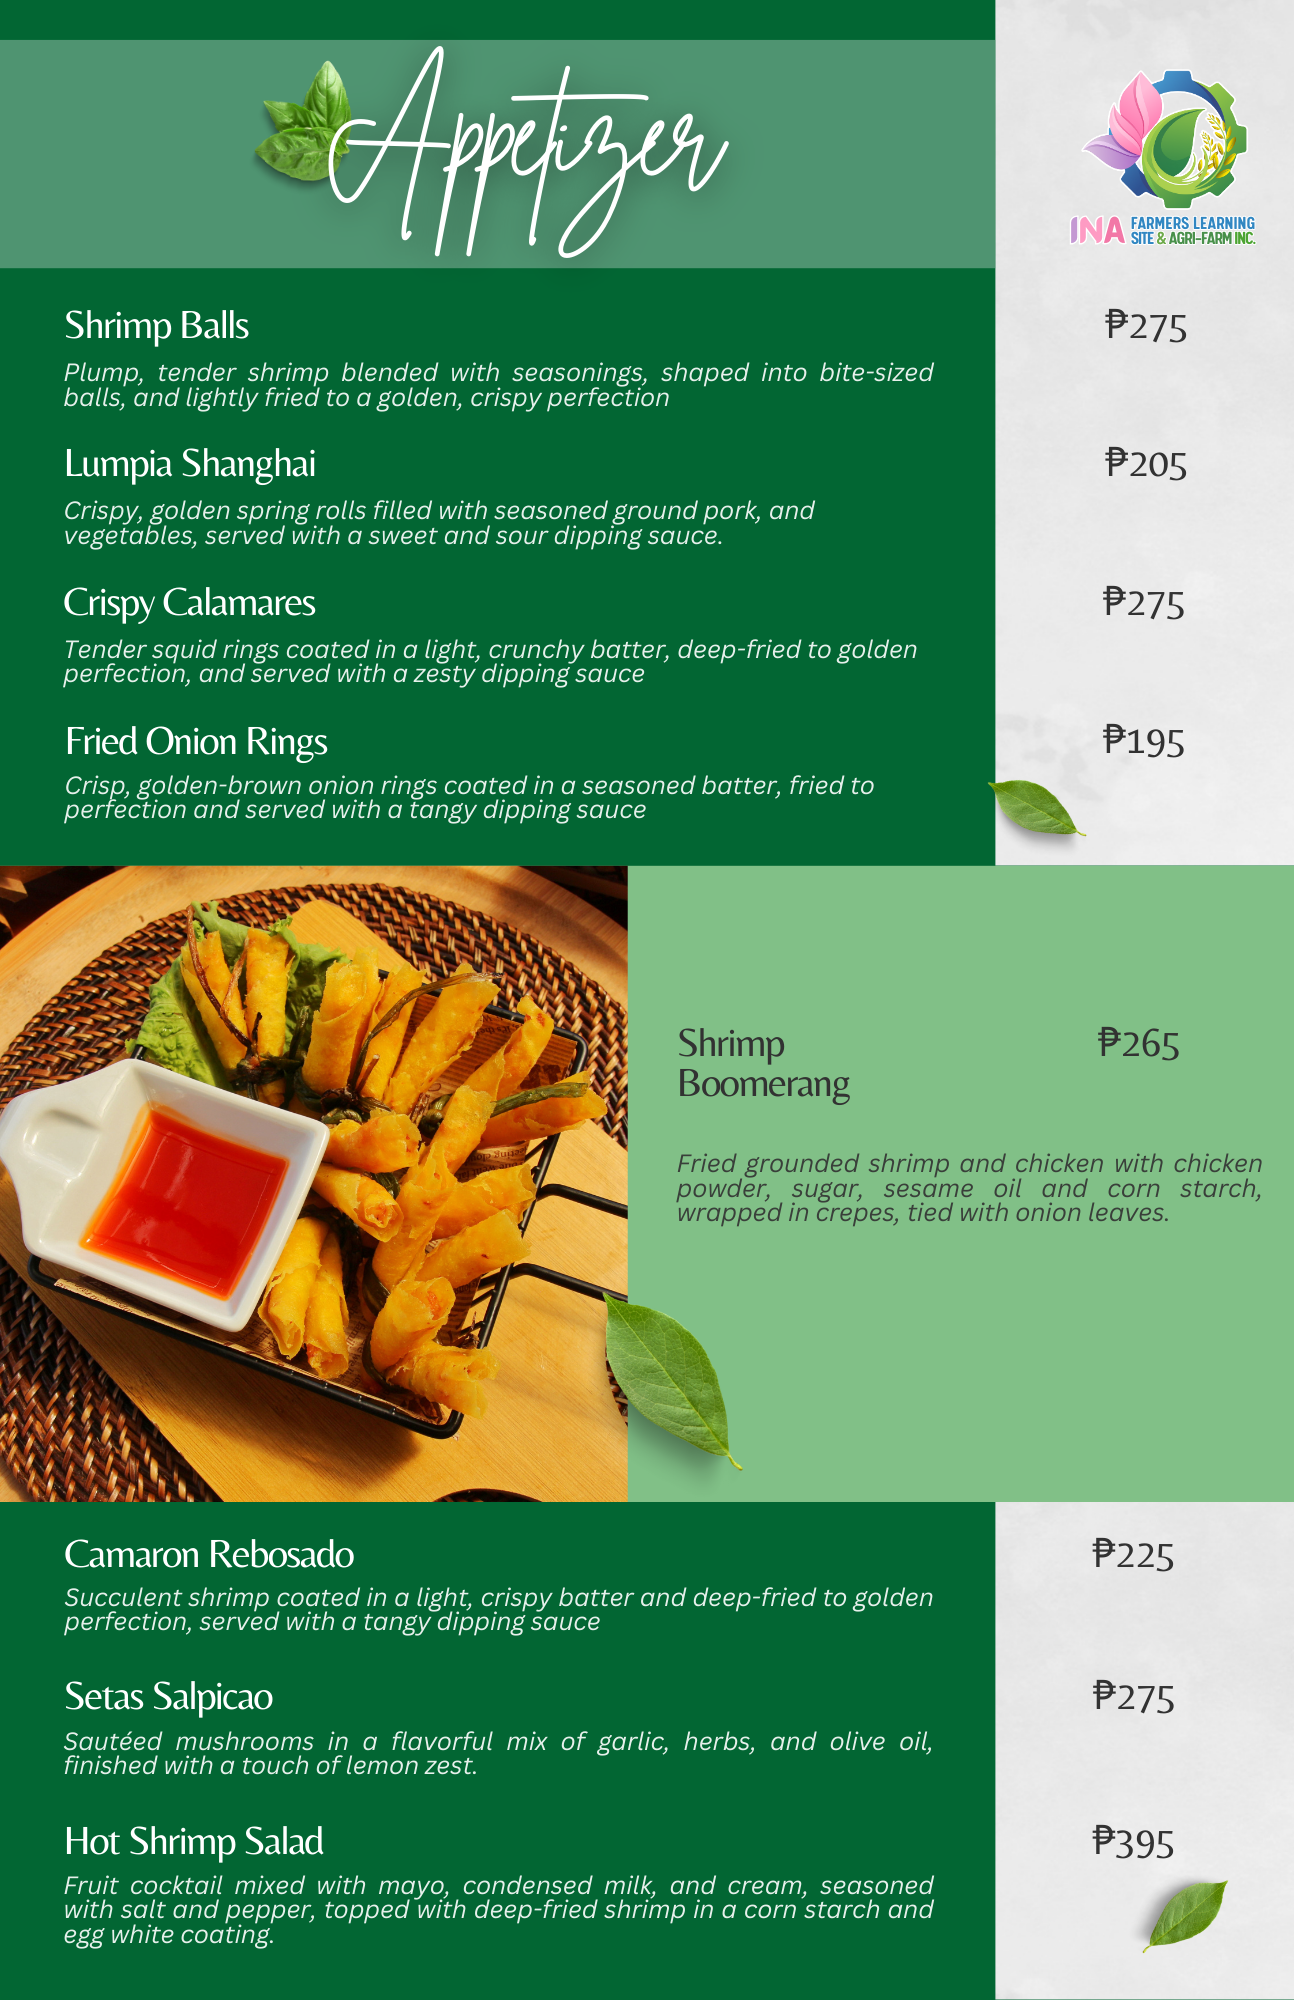 Appetizer
INA FARMERS LEARNING
SITE & AGRI-FARM INC.
Shrimp Balls ₱275
Plump, tender shrimp blended with seasonings, shaped into bite-sized
balls, and lightly fried to a golden, crispy perfection
Lumpia Shanghai ₱205
Crispy, golden spring rolls filled with seasoned ground pork, and
vegetables, served with a sweet and sour dipping sauce.
Crispy Calamares ₱275
Tender squid rings coated in a light, crunchy batter, deep-fried to golden
perfection, and served with a zesty dipping sauce
Fried Onion Rings ₱195
Crisp, golden-brown onion rings coated in a seasoned batter, fried to
perfection and served with a tangy dipping sauce
Shrimp ₱265
Boomerang
Fried grounded shrimp and chicken with chicken
powder, sugar, sesame oil and corn starch,
wrapped in crepes, tied with onion leaves.
Camaron Rebosado ₱225
Succulent shrimp coated in a light, crispy batter and deep-fried to golden
perfection, served with a tangy dipping sauce
Setas Salpicao ₱275
Sautéed mushrooms in a flavorful mix of garlic, herbs, and olive oil,
finished with a touch of lemon zest.
Hot Shrimp Salad ₱395
Fruit cocktail mixed with mayo, condensed milk, and cream, seasoned
with salt and pepper, topped with deep-fried shrimp in a corn starch and
egg white coating.